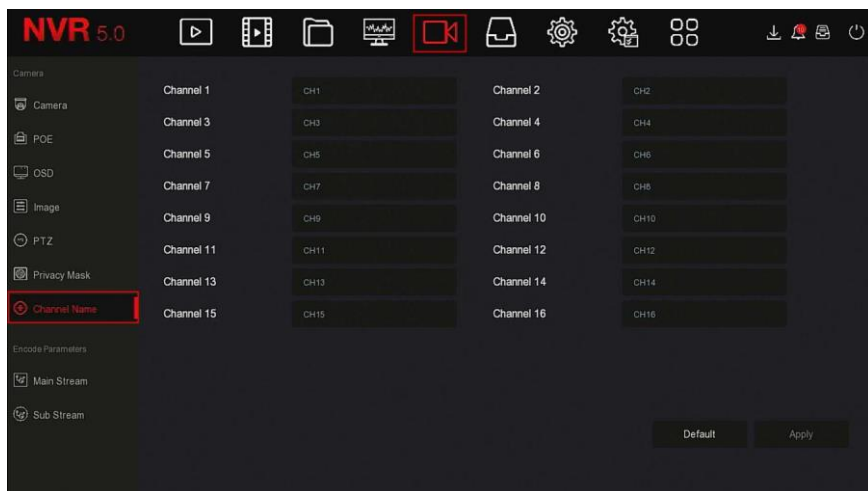 NVR 5.0
Camera
Camera
POE
OSD
Image
PTZ
Privacy Mask
Channel Name
Encode Parameters
Main Stream
Sub Stream
Channel 1 CH1 Channel 2 CH2
Channel 3 CH3 Channel 4 CH4
Channel 5 CH5 Channel 6 CH6
Channel 7 CH7 Channel 8 CH8
Channel 9 CH9 Channel 10 CH10
Channel 11 CH11 Channel 12 CH12
Channel 13 CH13 Channel 14 CH14
Channel 15 CH15 Channel 16 CH16
Default Apply